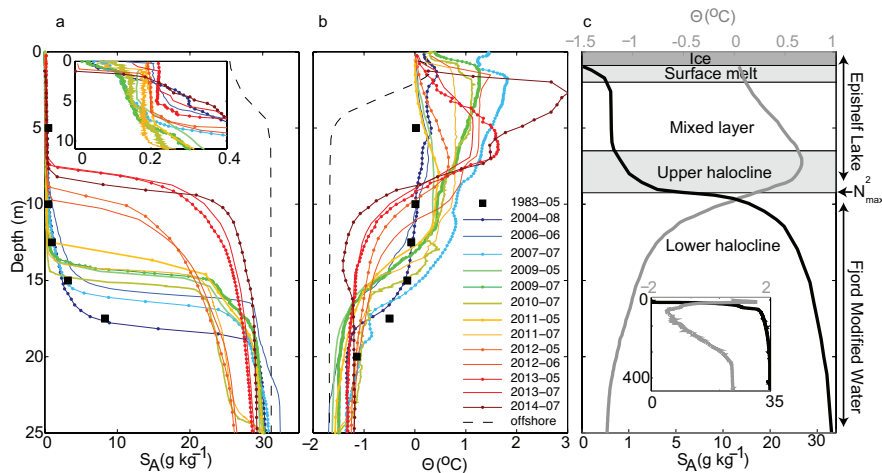 a
b
c
Θ(°C)
−1.5 −0.5 0 0.5 1
0
5
10
15
20
25
Depth (m)
0
5
10
0 0.2 0.4
0 10 20 30
S_A(g kg⁻¹)
1983−05
2004−08
2006−06
2007−07
2009−05
2009−07
2010−07
2011−05
2011−07
2012−05
2012−06
2013−05
2013−07
2014−07
offshore
−2 −1 0 1 2 3
Θ(°C)
Ice
Surface melt
Mixed layer
Upper halocline
Lower halocline
Epishelf Lake
N²max
Fjord Modified Water
−2 2
0
400
0 35
0 1 5 10 20 30
S_A(g kg⁻¹)